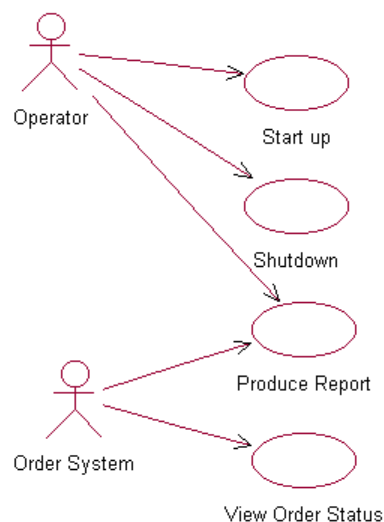 Operator
Start up
Shutdown
Produce Report
Order System
View Order Status